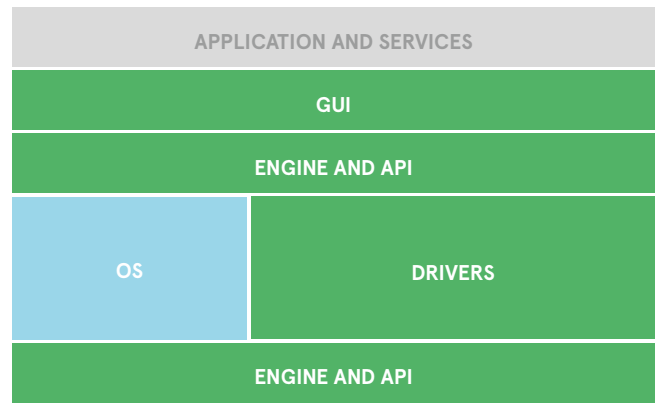 APPLICATION AND SERVICES
GUI
ENGINE AND API
OS
DRIVERS
ENGINE AND API